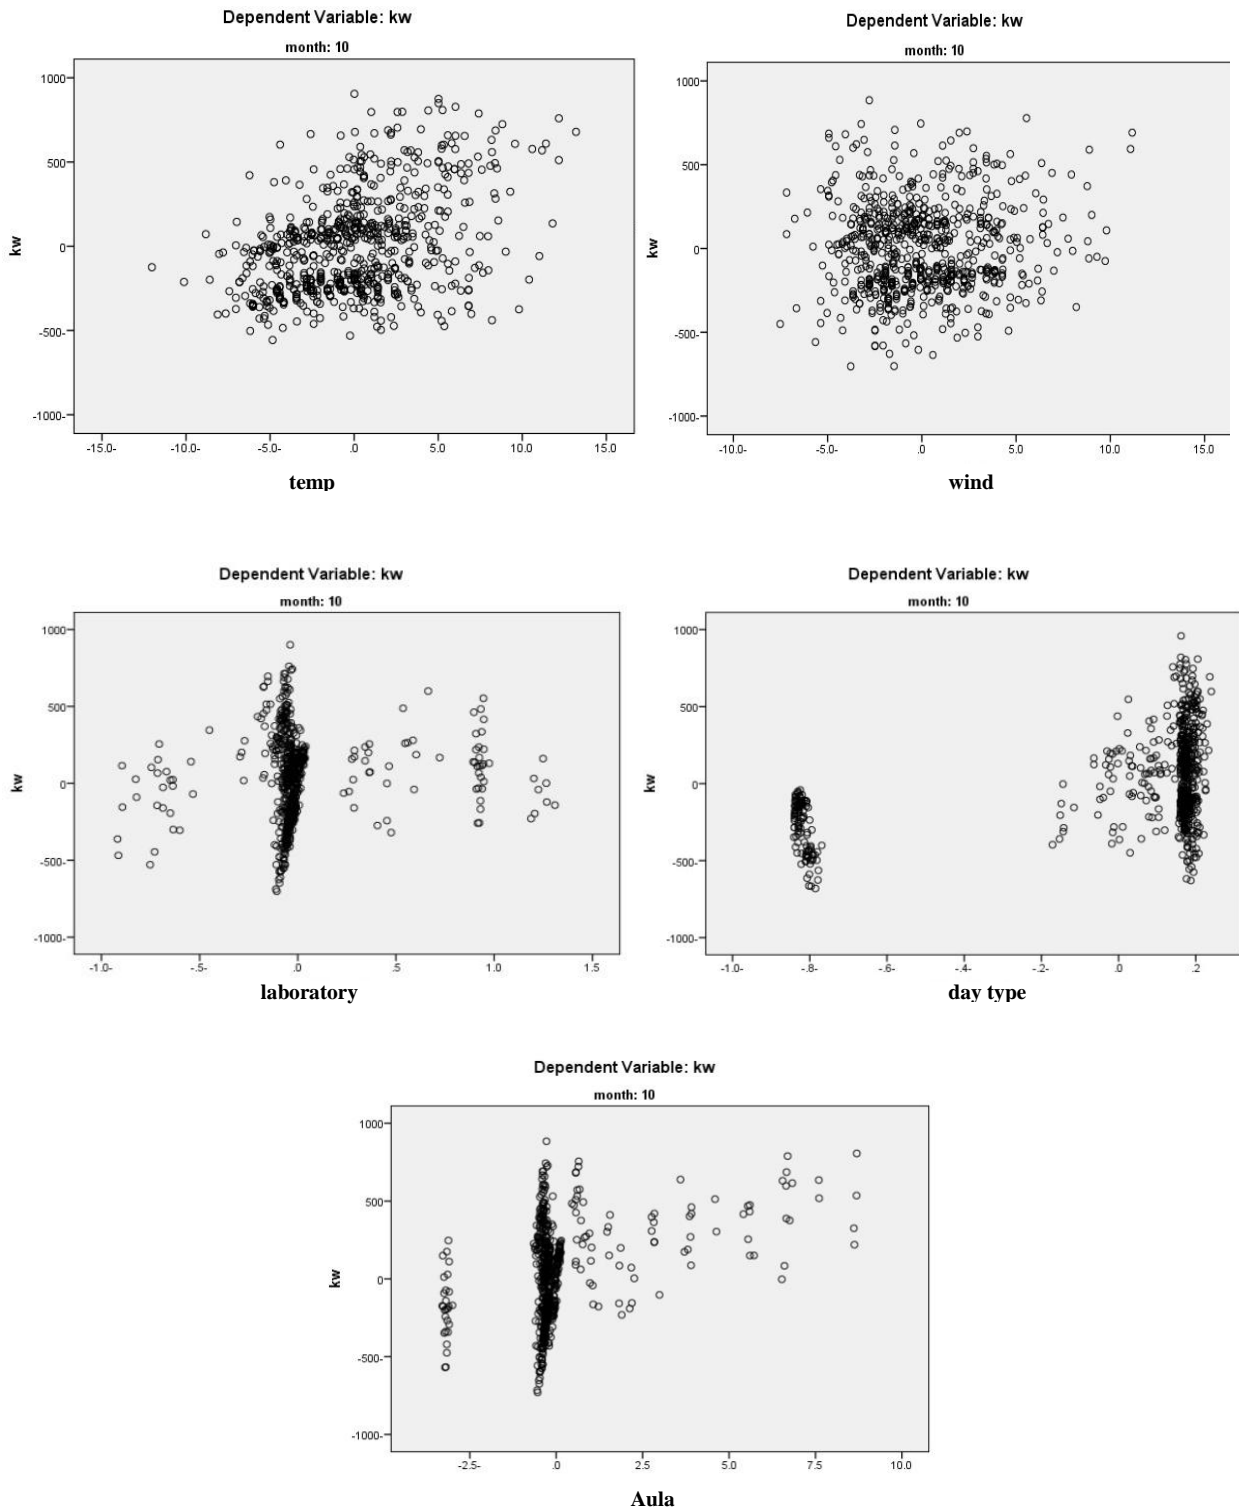 Dependent Variable: kw
month: 10
1000
500
0
-500-
-1000-
kw
-15.0-
-10.0-
-5.0-
.0
5.0
10.0
15.0
temp
Dependent Variable: kw
month: 10
1000
500
0
-500-
-1000-
kw
-10.0-
-5.0-
.0
5.0
10.0
15.0
wind
Dependent Variable: kw
month: 10
1000
500
0
-500-
-1000-
kw
-1.0-
-.5-
.0
.5
1.0
1.5
laboratory
Dependent Variable: kw
month: 10
1000
500
0
-500-
-1000-
kw
-1.0-
-.8-
-.6-
-.4-
-.2-
.0
.2
day type
Dependent Variable: kw
month: 10
1000
500
0
-500-
-1000-
kw
-2.5-
.0
2.5
5.0
7.5
10.0
Aula